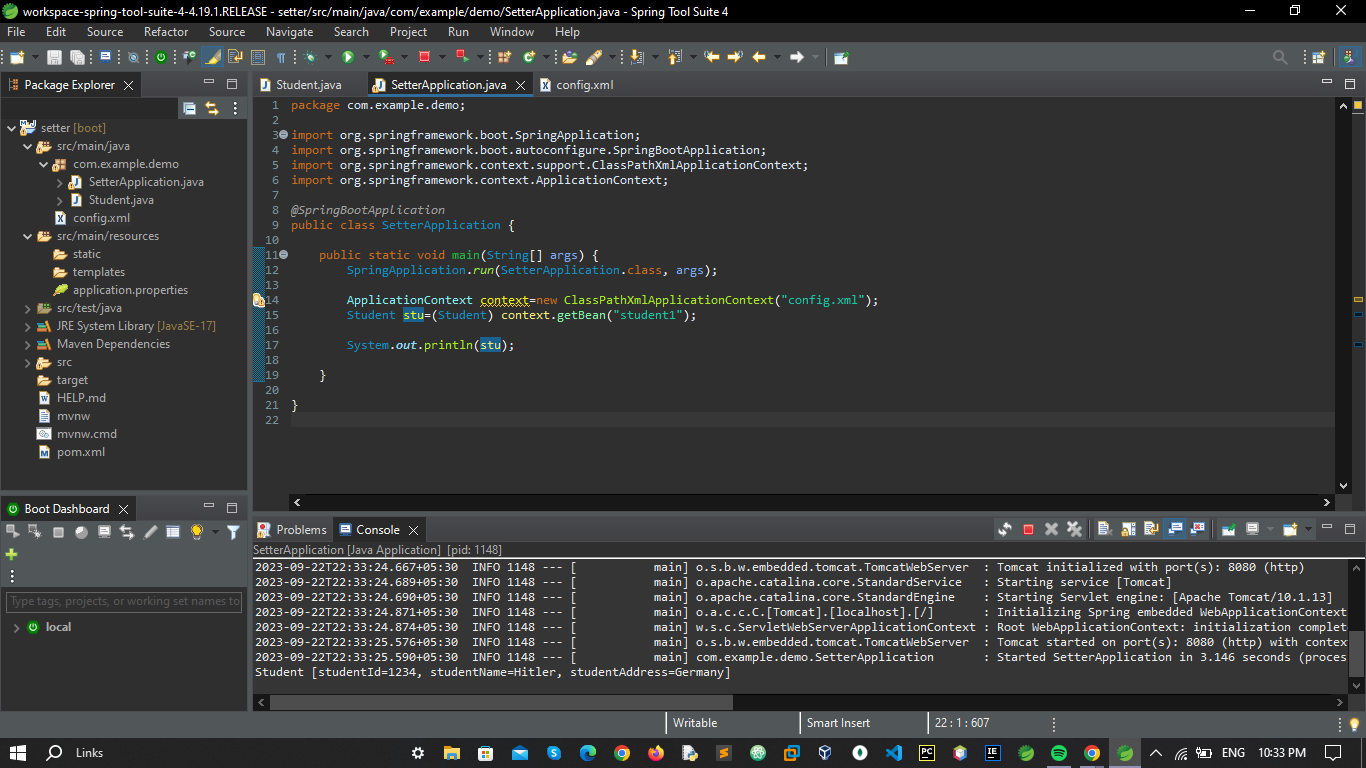 workspace-spring-tool-suite-4-4.19.1.RELEASE - setter/src/main/java/com/example/demo/SetterApplication.java - Spring Tool Suite 4
File Edit Source Refactor Source Navigate Search Project Run Window Help
Package Explorer
setter [boot]
src/main/java
com.example.demo
SetterApplication.java
Student.java
config.xml
src/main/resources
static
templates
application.properties
src/test/java
JRE System Library [JavaSE-17]
Maven Dependencies
src
target
HELP.md
mvnw
mvnw.cmd
pom.xml
Student.java SetterApplication.java config.xml
1 package com.example.demo;
2
3 import org.springframework.boot.SpringApplication;
4 import org.springframework.boot.autoconfigure.SpringBootApplication;
5 import org.springframework.context.support.ClassPathXmlApplicationContext;
6 import org.springframework.context.ApplicationContext;
7
8 @SpringBootApplication
9 public class SetterApplication {
10
11 public static void main(String[] args) {
12 SpringApplication.run(SetterApplication.class, args);
13
14 ApplicationContext context=new ClassPathXmlApplicationContext("config.xml");
15 Student stu=(Student) context.getBean("student1");
16
17 System.out.println(stu);
18
19 }
20
21 }
22
Boot Dashboard
Type tags, projects, or working set names to
local
Problems Console
SetterApplication [Java Application] [pid: 1148]
2023-09-22T22:33:24.667+05:30 INFO 1148 --- [ main] o.s.b.w.embedded.tomcat.TomcatWebServer : Tomcat initialized with port(s): 8080 (http)
2023-09-22T22:33:24.689+05:30 INFO 1148 --- [ main] o.apache.catalina.core.StandardService : Starting service [Tomcat]
2023-09-22T22:33:24.690+05:30 INFO 1148 --- [ main] o.apache.catalina.core.StandardEngine : Starting Servlet engine: [Apache Tomcat/10.1.13]
2023-09-22T22:33:24.871+05:30 INFO 1148 --- [ main] o.a.c.c.C.[Tomcat].[localhost].[/] : Initializing Spring embedded WebApplicationContext
2023-09-22T22:33:24.874+05:30 INFO 1148 --- [ main] w.s.c.ServletWebServerApplicationContext : Root WebApplicationContext: initialization complet
2023-09-22T22:33:25.576+05:30 INFO 1148 --- [ main] o.s.b.w.embedded.tomcat.TomcatWebServer : Tomcat started on port(s): 8080 (http) with contex
2023-09-22T22:33:25.590+05:30 INFO 1148 --- [ main] com.example.demo.SetterApplication : Started SetterApplication in 3.146 seconds (proces
Student [studentId=1234, studentName=Hitler, studentAddress=Germany]
Writable Smart Insert 22 : 1 : 607
Links ENG 10:33 PM